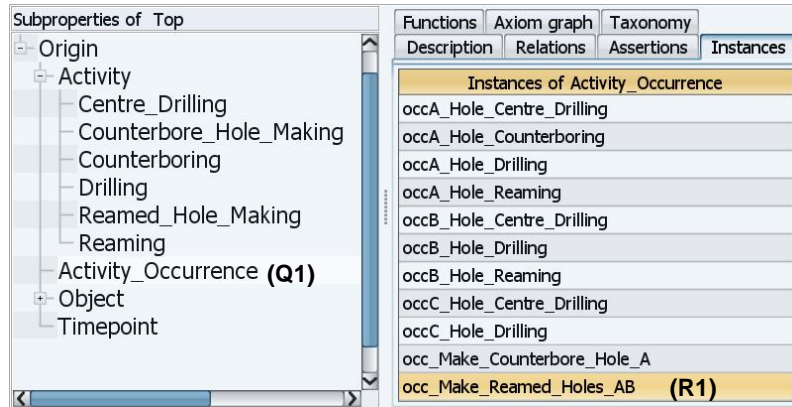 Subproperties of Top
Origin
Activity
Centre_Drilling
Counterbore_Hole_Making
Counterboring
Drilling
Reamed_Hole_Making
Reaming
Activity_Occurrence (Q1)
Object
Timepoint
Functions Axiom graph Taxonomy
Description Relations Assertions Instances
Instances of Activity_Occurrence
occA_Hole_Centre_Drilling
occA_Hole_Counterboring
occA_Hole_Drilling
occA_Hole_Reaming
occB_Hole_Centre_Drilling
occB_Hole_Drilling
occB_Hole_Reaming
occC_Hole_Centre_Drilling
occC_Hole_Drilling
occ_Make_Counterbore_Hole_A
occ_Make_Reamed_Holes_AB (R1)